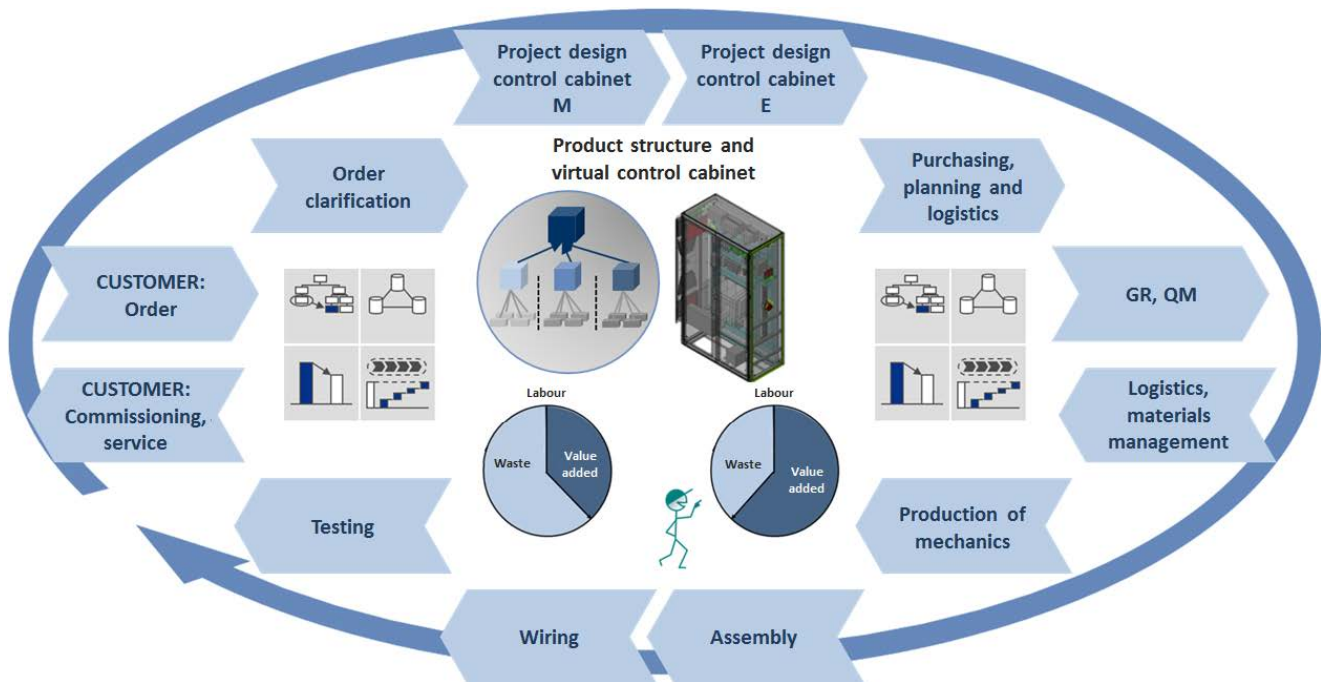 Project design
control cabinet
M
Project design
control cabinet
E
Product structure and
virtual control cabinet
Order
clarification
Purchasing,
planning and
logistics
CUSTOMER:
Order
GR, QM
CUSTOMER:
Commissioning,
service
Logistics,
materials
management
Labour
Waste
Value
added
Labour
Waste
Value
added
Testing
Production of
mechanics
Wiring
Assembly